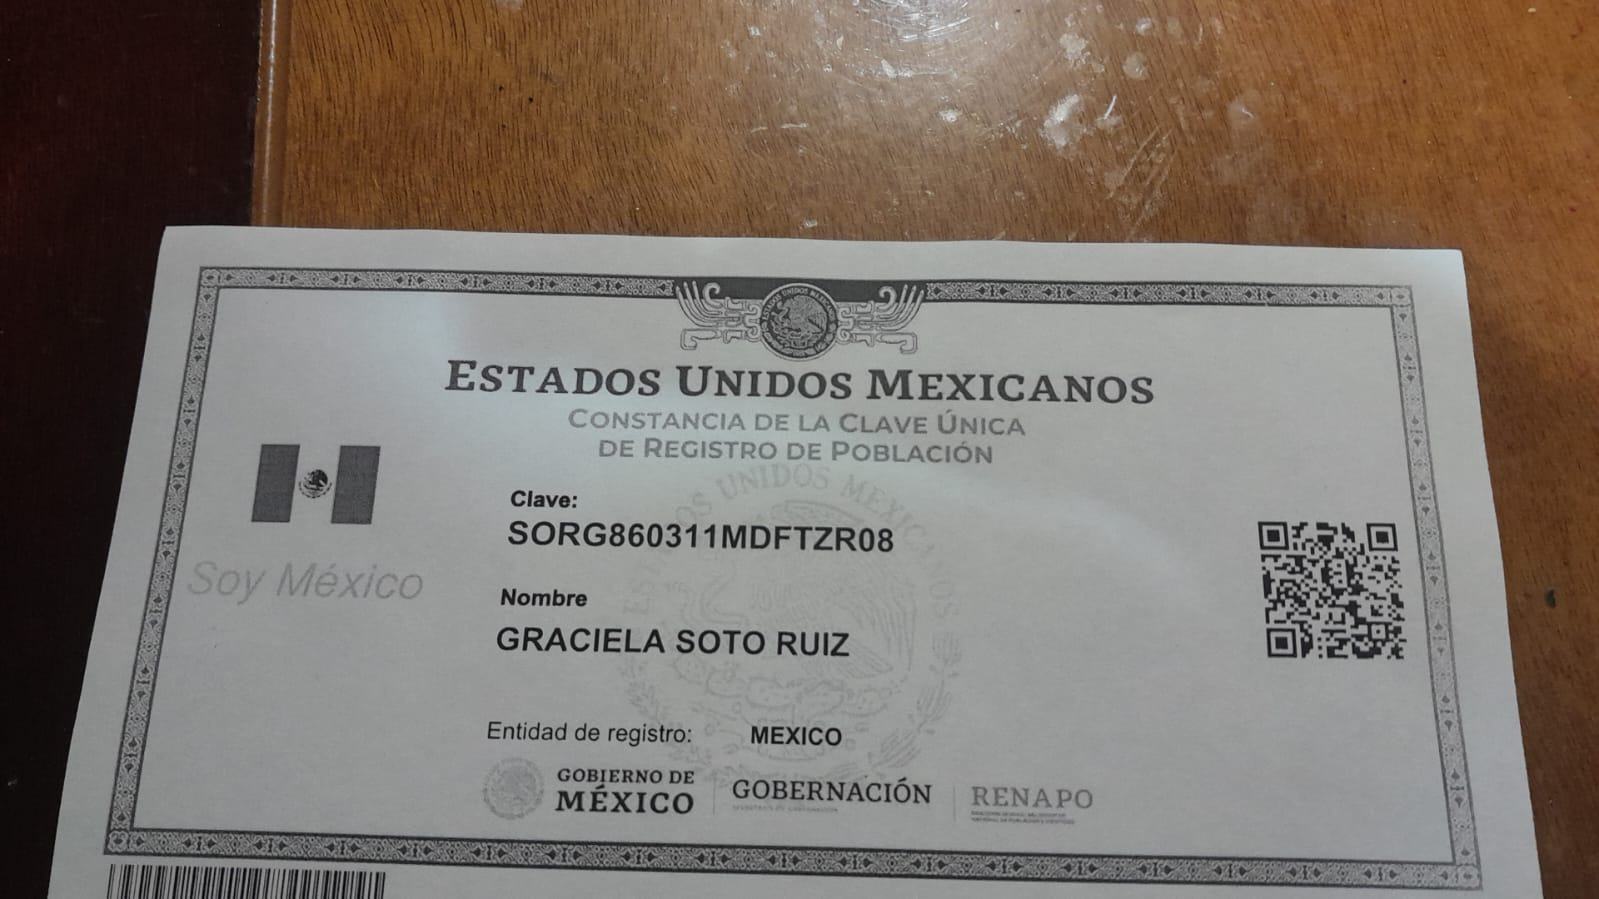 ESTADOS UNIDOS MEXICANOS
CONSTANCIA DE LA CLAVE ÚNICA
DE REGISTRO DE POBLACIÓN
Soy México
Clave:
SORG860311MDFTZR08
Nombre
GRACIELA SOTO RUIZ
Entidad de registro: MEXICO
GOBIERNO DE
MÉXICO
GOBERNACIÓN
RENAPO